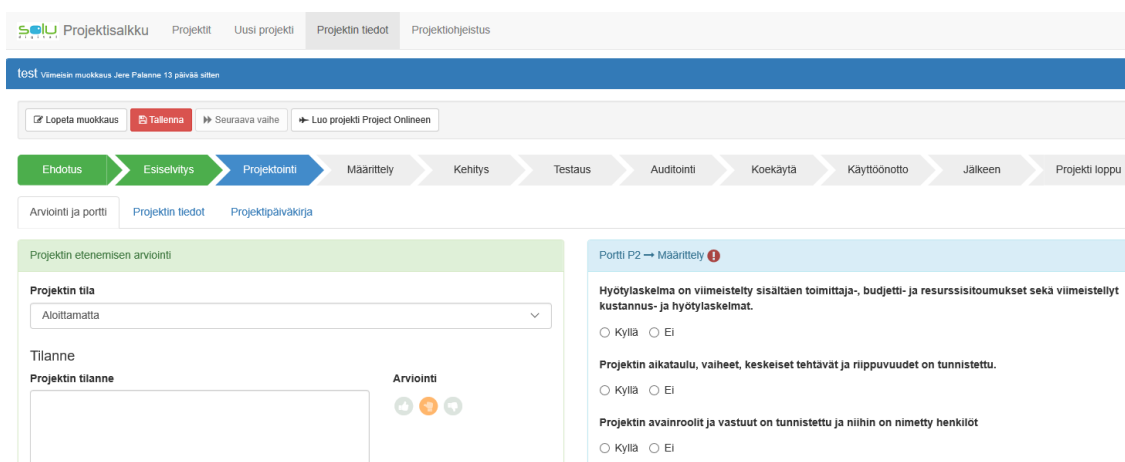 solu Projektisalkku Projektit Uusi projekti Projektin tiedot Projektiohjeistus
DIGITAL
test Viimeisin muokkaus Jere Palanne 13 päivää sitten
Lopeta muokkaus Tallenna Seuraava vaihe Luo projekti Project Onlineen
Ehdotus Esiselvitys Projektointi Määrittely Kehitys Testaus Auditointi Koekäytä Käyttöönotto Jälkeen Projekti loppu
Arviointi ja portti Projektin tiedot Projektipäiväkirja
Projektin etenemisen arviointi
Projektin tila
Aloittamatta
Tilanne
Projektin tilanne Arviointi
Portti P2 → Määrittely
Hyötylaskelma on viimeistelty sisältäen toimittaja-, budjetti- ja resurssisitoumukset sekä viimeistellyt
kustannus- ja hyötylaskelmat.
Kyllä Ei
Projektin aikataulu, vaiheet, keskeiset tehtävät ja riippuvuudet on tunnistettu.
Kyllä Ei
Projektin avainroolit ja vastuut on tunnistettu ja niihin on nimetty henkilöt
Kyllä Ei